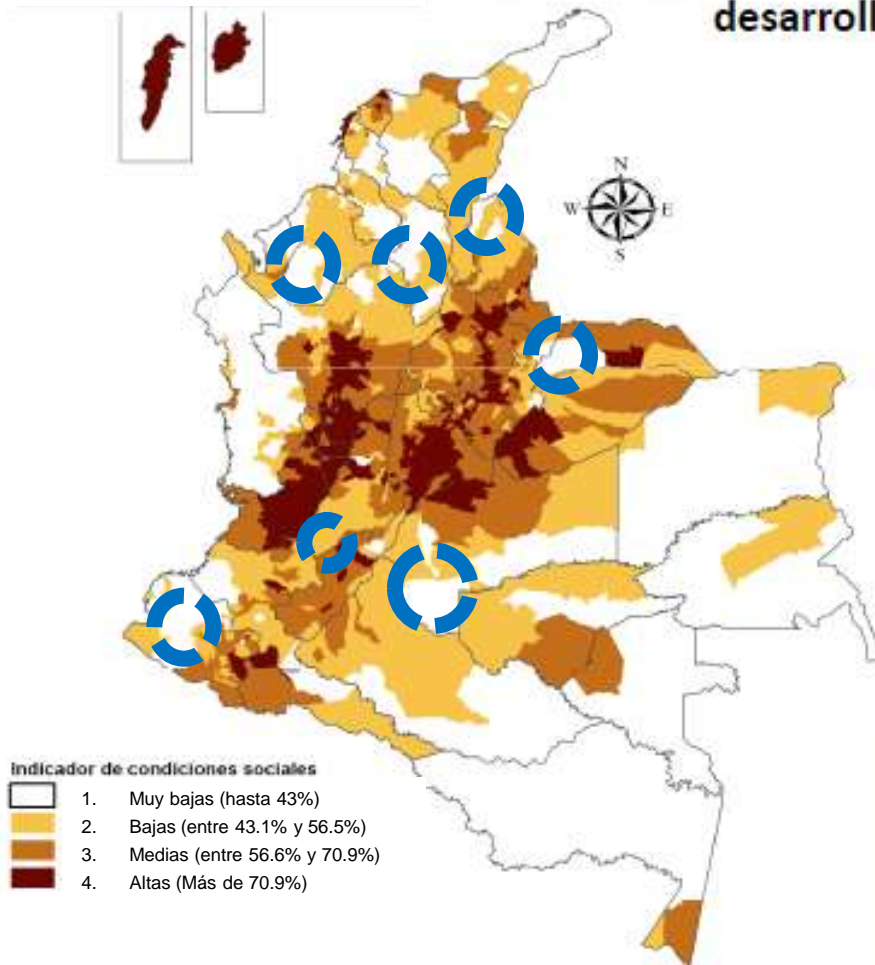 desarroll
N
W E
S
Indicador de condiciones sociales
1. Muy bajas (hasta 43%)
2. Bajas (entre 43.1% y 56.5%)
3. Medias (entre 56.6% y 70.9%)
4. Altas (Más de 70.9%)